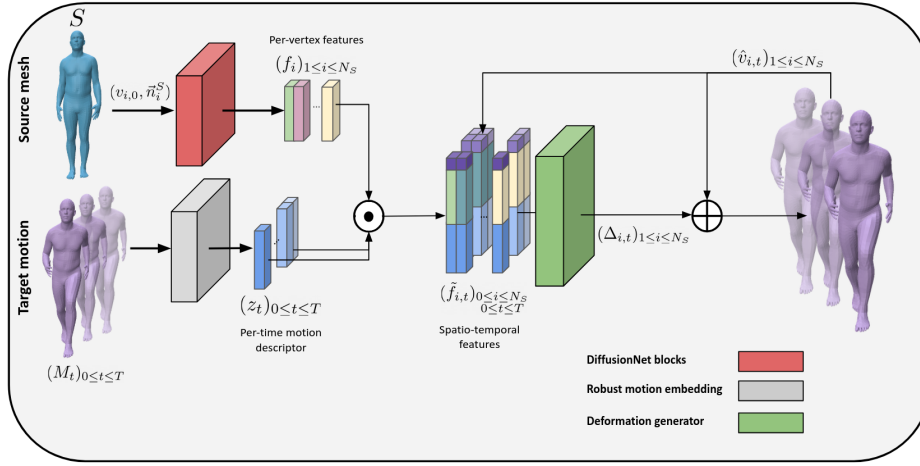 S
Source mesh
(v_{i,0}, \vec{n}_i^S)
Per-vertex features
(f_i)_{1≤i≤N_S}
...
(\hat{v}_{i,t})_{1≤i≤N_S}
Target motion
(M_t)_{0≤t≤T}
...
(z_t)_{0≤t≤T}
Per-time motion
descriptor
...
(\tilde{f}_{i,t})_{0≤i≤N_S
0≤t≤T}
Spatio-temporal
features
(Δ_{i,t})_{1≤i≤N_S}
DiffusionNet blocks
Robust motion embedding
Deformation generator